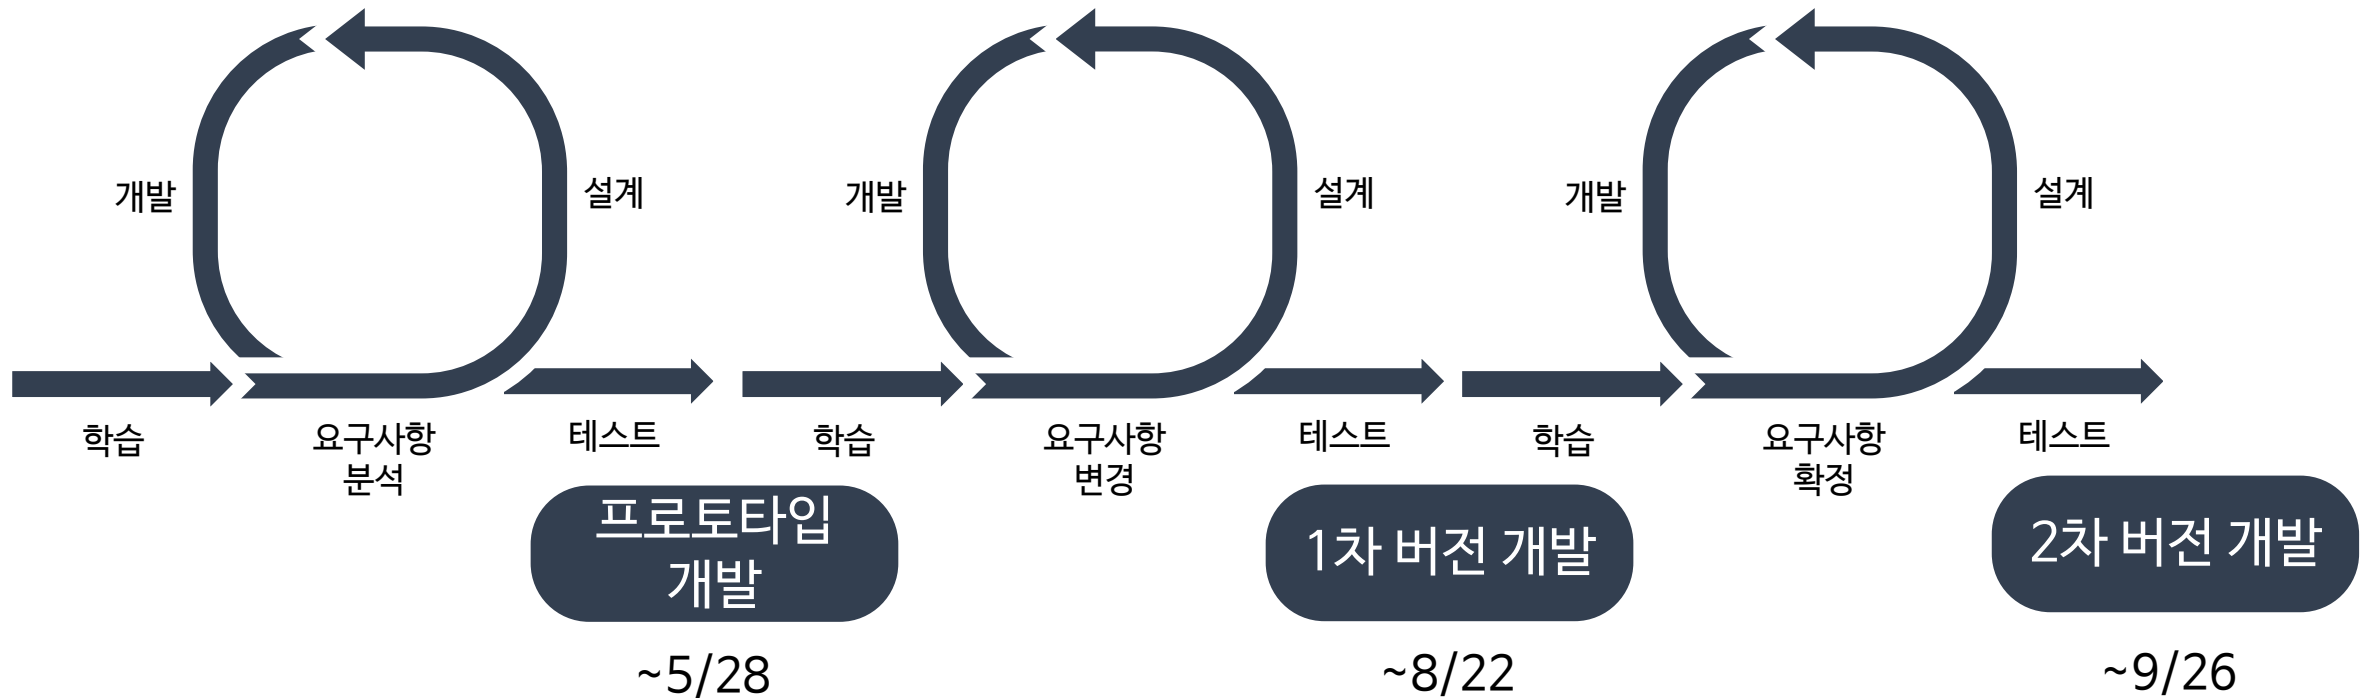 개발
설계
학습
요구사항
분석
테스트
프로토타입
개발
~5/28
개발
설계
학습
요구사항
변경
테스트
1차 버전 개발
~8/22
개발
설계
학습
요구사항
확정
테스트
2차 버전 개발
~9/26